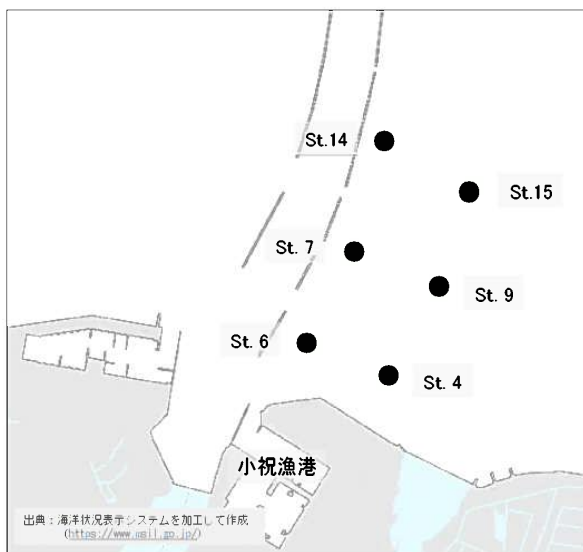 St.14
St.15
St. 7
St. 9
St. 6
St. 4
小祝漁港
出典：海洋状況表示システムを加工して作成
(https://www.msil.go.jp/)